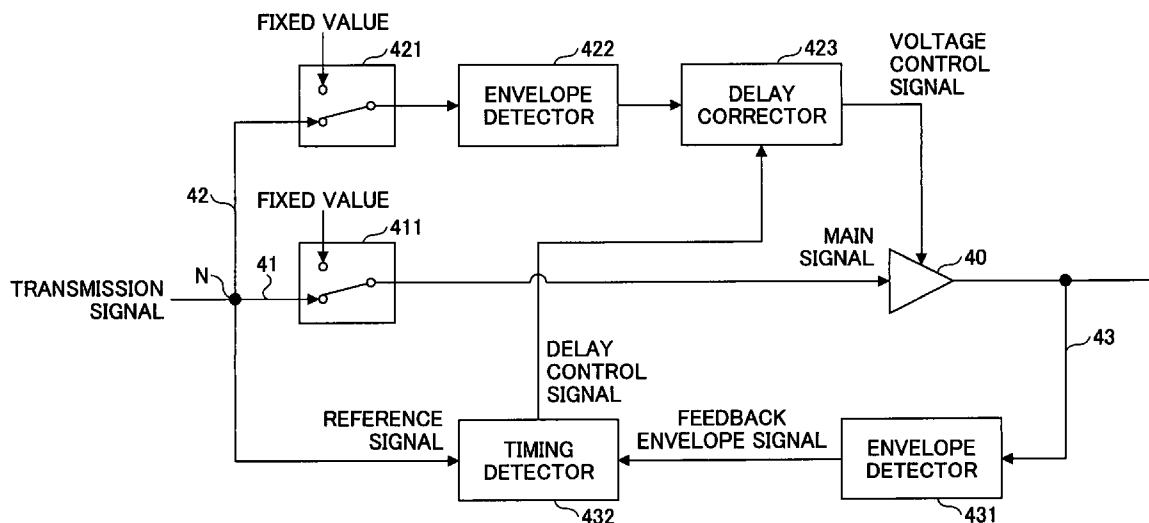 FIXED VALUE
421
422
423
VOLTAGE
CONTROL
SIGNAL
ENVELOPE
DETECTOR
DELAY
CORRECTOR
42
FIXED VALUE
411
MAIN
SIGNAL
40
N
41
TRANSMISSION
SIGNAL
43
DELAY
CONTROL
SIGNAL
REFERENCE
SIGNAL
TIMING
DETECTOR
432
FEEDBACK
ENVELOPE SIGNAL
ENVELOPE
DETECTOR
431